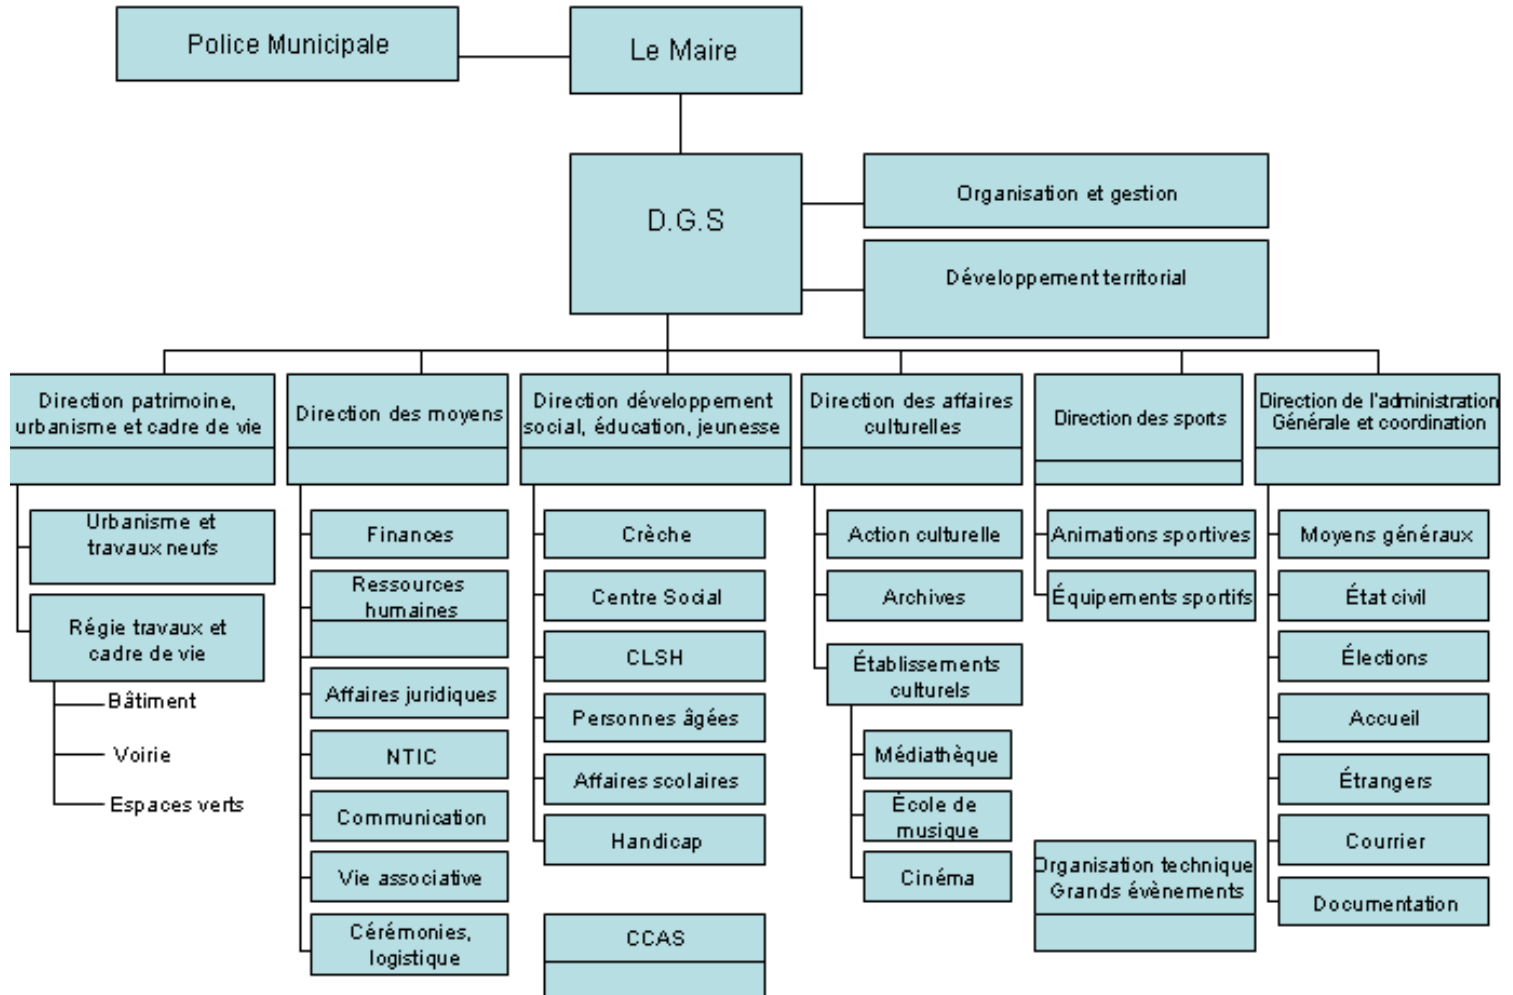 Police Municipale
Le Maire
D.G.S
Organisation et gestion
Développement territorial
Direction patrimoine,
urbanisme et cadre de vie
Urbanisme et
travaux neufs
Régie travaux et
cadre de vie
Bâtiment
Voirie
Espaces verts
Direction des moyens
Finances
Ressources
humaines
Affaires juridiques
NTIC
Communication
Vie associative
Cérémonies,
logistique
Direction développement
social, éducation, jeunesse
Crèche
Centre Social
CLSH
Personnes âgées
Affaires scolaires
Handicap
CCAS
Direction des affaires
culturelles
Action culturelle
Archives
Établissements
culturels
Médiathèque
École de
musique
Cinéma
Direction des sports
Animations sportives
Équipements sportifs
Organisation technique
Grands évènements
Direction de l'administration
Générale et coordination
Moyens généraux
État civil
Élections
Accueil
Étrangers
Courrier
Documentation